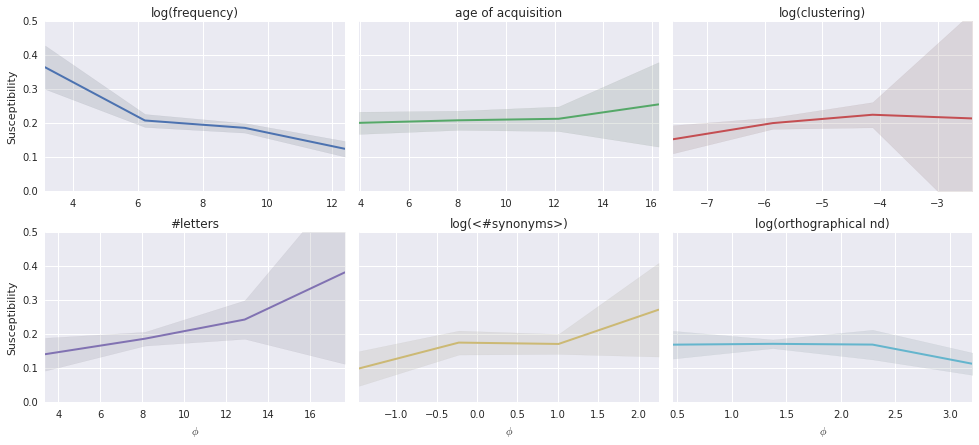 log(frequency) age of acquisition log(clustering)
0.5
0.4
0.3
0.2
0.1
0.0
Susceptibility
4 6 8 10 12
4 6 8 10 12 14 16
−7 −6 −5 −4 −3
#letters log(<#synonyms>) log(orthographical nd)
0.5
0.4
0.3
0.2
0.1
0.0
Susceptibility
4 6 8 10 12 14 16
−1.0 −0.5 0.0 0.5 1.0 1.5 2.0
0.5 1.0 1.5 2.0 2.5 3.0
ϕ ϕ ϕ